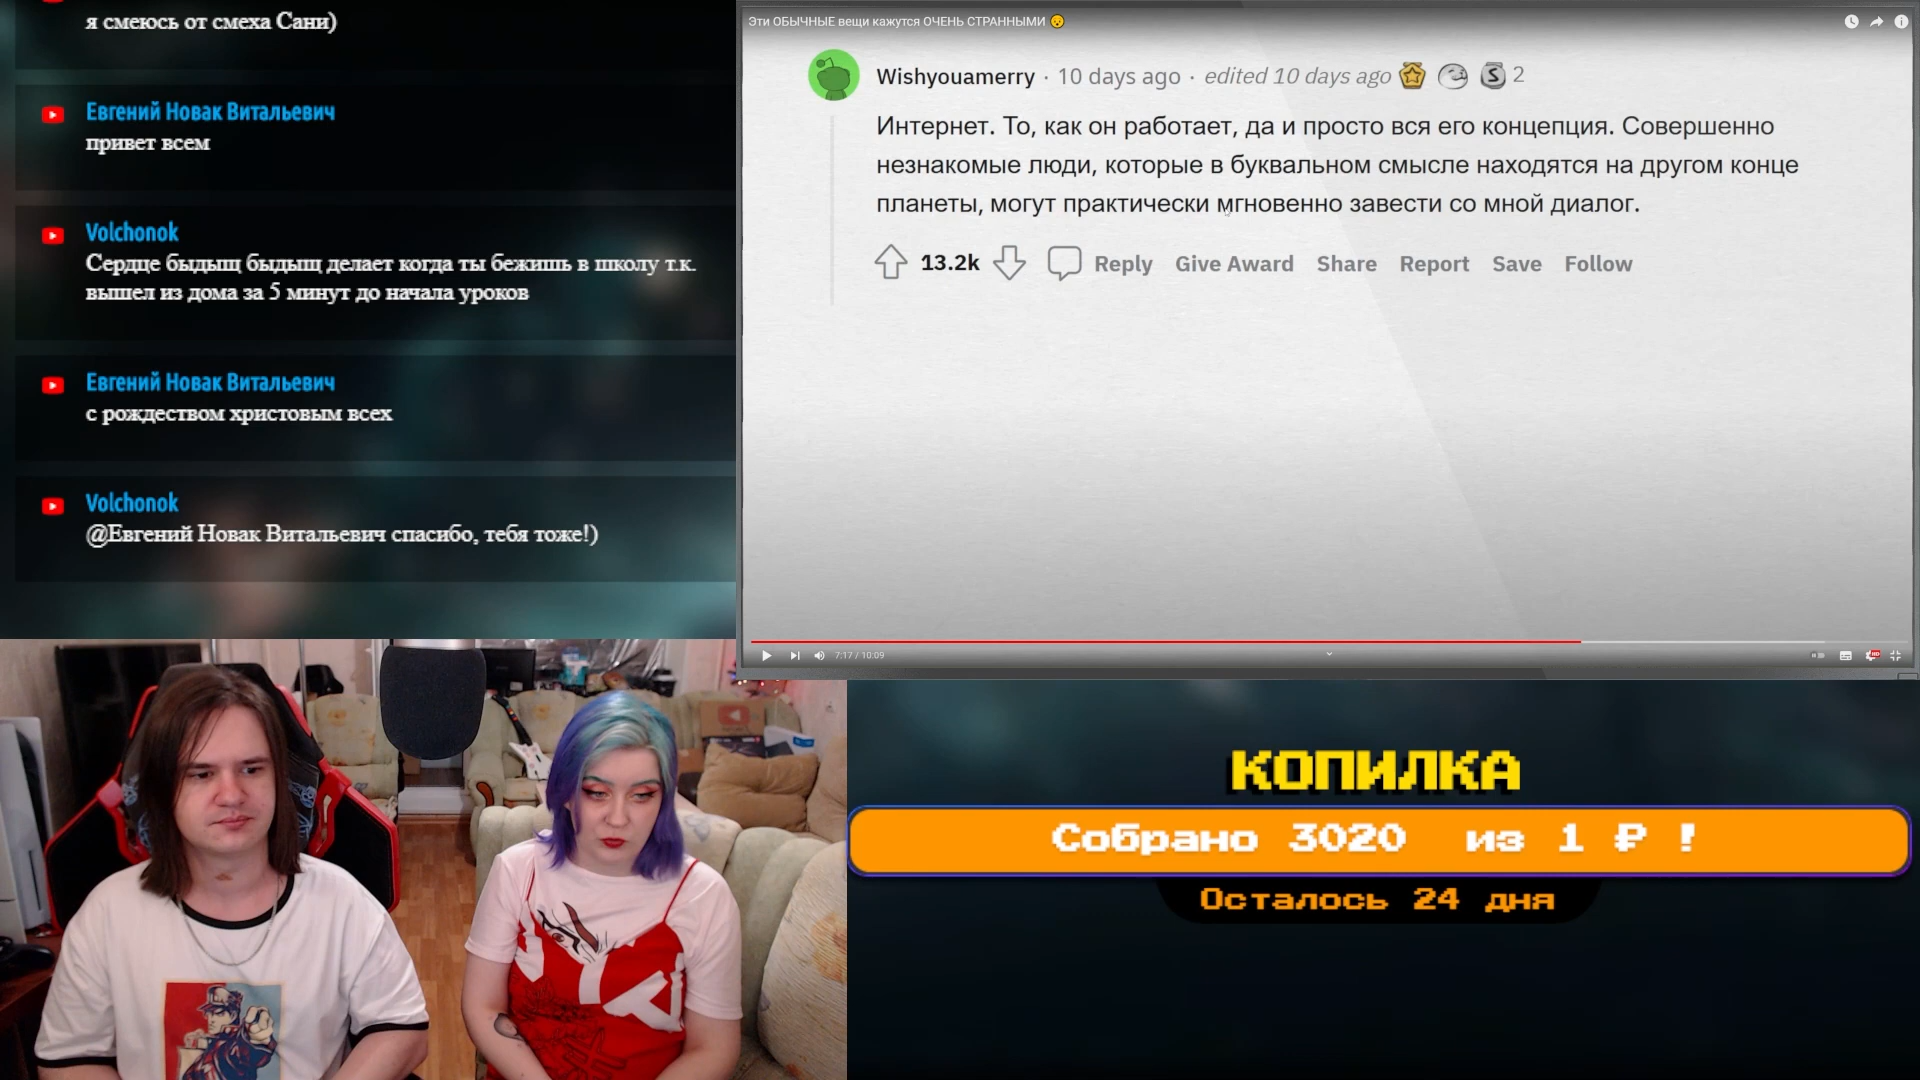 я смеюсь от смеха Сани)
Евгений Новак Витальевич
привет всем
Volchonok
Сердце быдыщ быдыщ делает когда ты бежишь в школу т.к.
вышел из дома за 5 минут до начала уроков
Евгений Новак Витальевич
с рождеством христовым всех
Volchonok
@Евгений Новак Витальевич спасибо, тебя тоже!)
Эти ОБЫЧНЫЕ вещи кажутся ОЧЕНЬ СТРАННЫМИ 😯
Wishyouamerry · 10 days ago · edited 10 days ago 2
Интернет. То, как он работает, да и просто вся его концепция. Совершенно
незнакомые люди, которые в буквальном смысле находятся на другом конце
планеты, могут практически мгновенно завести со мной диалог.
13.2k Reply Give Award Share Report Save Follow
7:17 / 10:09
КОПИЛКА
Собрано 3020 из 1 ₽ !
Осталось 24 дня